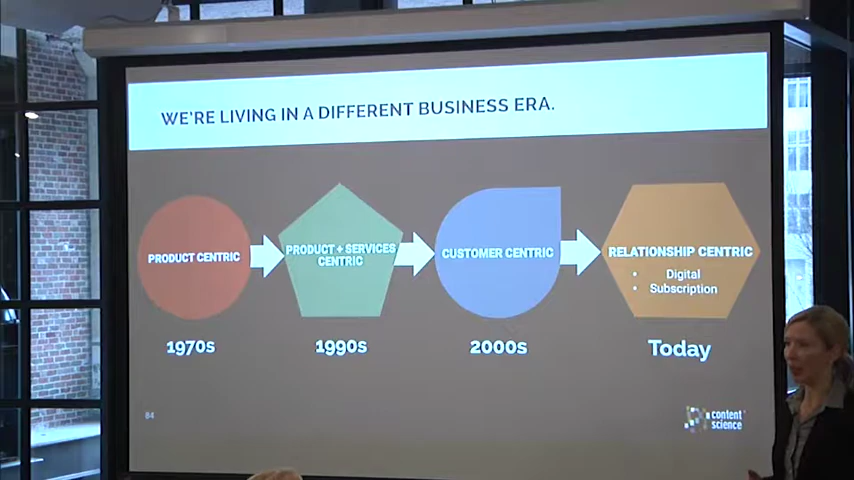 WE'RE LIVING IN A DIFFERENT BUSINESS ERA.
PRODUCT CENTRIC
PRODUCT + SERVICES
CENTRIC
CUSTOMER CENTRIC
RELATIONSHIP CENTRIC
• Digital
• Subscription
1970s
1990s
2000s
Today
84
content
science